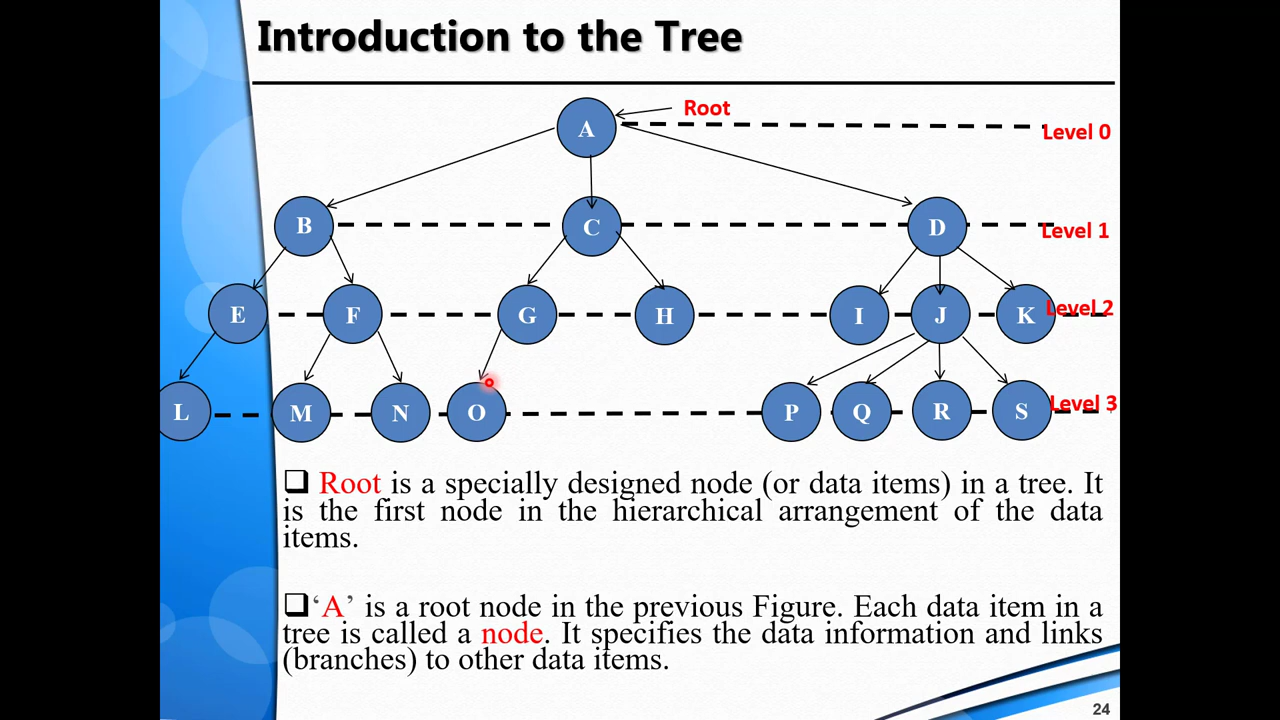 Introduction to the Tree
Root
A
Level 0
B
C
D
Level 1
E
F
G
H
I
J
K
Level 2
L
M
N
O
P
Q
R
S
Level 3
Root is a specially designed node (or data items) in a tree. It
is the first node in the hierarchical arrangement of the data
items.
‘A’ is a root node in the previous Figure. Each data item in a
tree is called a node. It specifies the data information and links
(branches) to other data items.
24